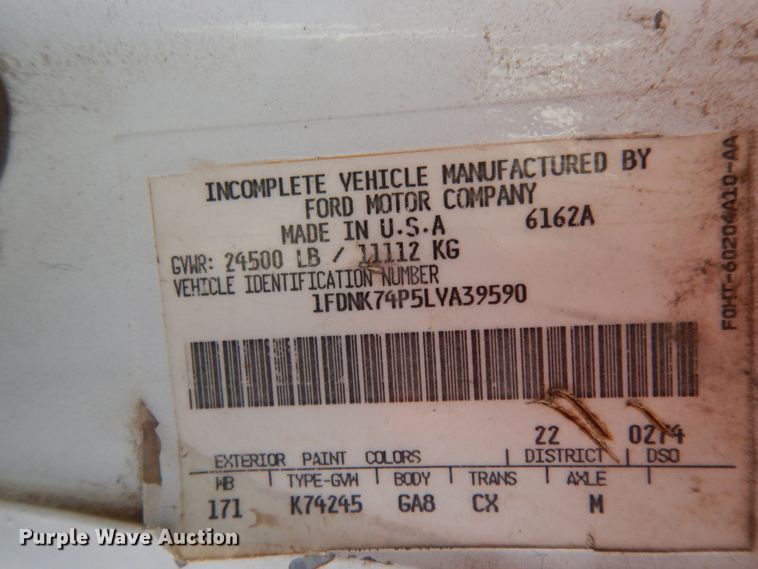 INCOMPLETE VEHICLE MANUFACTURED BY
FORD MOTOR COMPANY
MADE IN U.S.A 6162A
GVWR: 24500 LB / 11112 KG
VEHICLE IDENTIFICATION NUMBER
1FDNK74P5LVA39590
22 0274
EXTERIOR PAINT COLORS DISTRICT DSO
WB TYPE-GVW BODY TRANS AXLE
171 K74245 GA8 CX M
FOHT-60204A10-AA
Purple Wave Auction